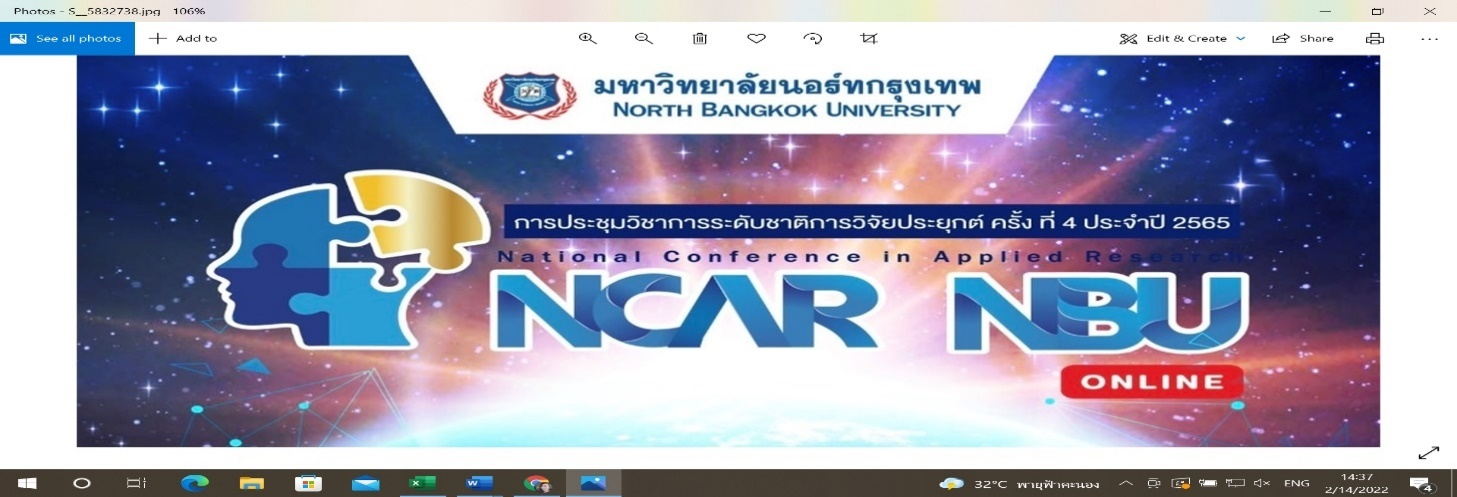 Photos - S__5832738.jpg 106%
See all photos
Add to
Edit & Create
Share
มหาวิทยาลัยนอร์ทกรุงเทพ
NORTH BANGKOK UNIVERSITY
การประชุมวิชาการระดับชาติการวิจัยประยุกต์ ครั้ง ที่ 4 ประจำปี 2565
National Conference in Applied Research
NCAR NBU
ONLINE
32°C พายุฟ้าคะนอง
ENG
14:37
2/14/2022
4